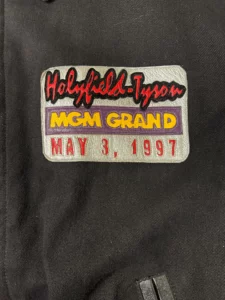 Holyfield-Tyson
MGM GRAND
MAY 3, 1997